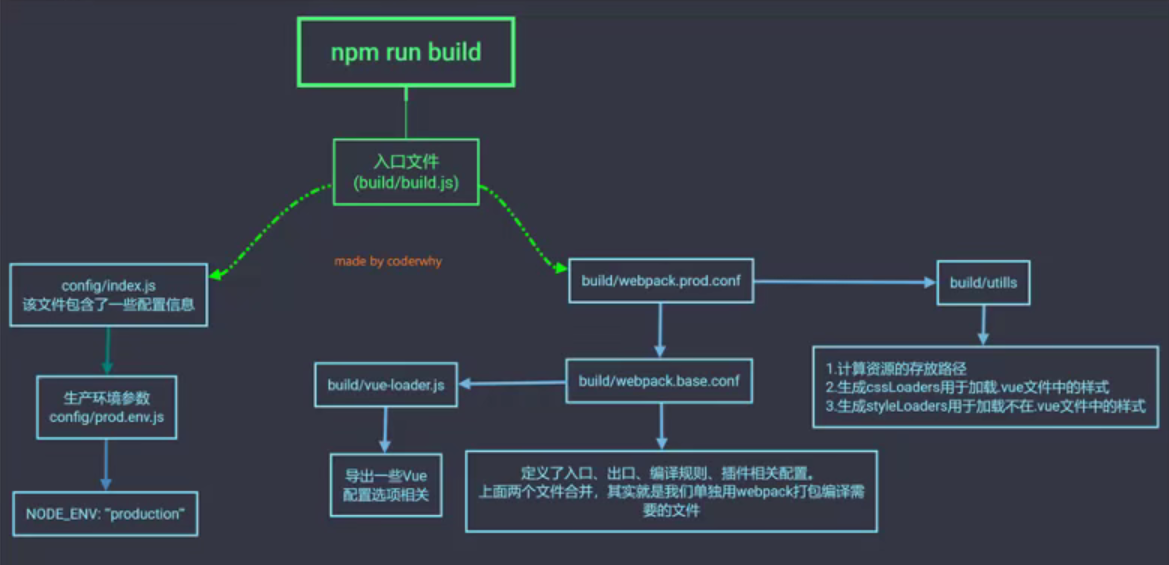 npm run build
入口文件
(build/build.js)
made by coderwhy
config/index.js
该文件包含了一些配置信息
build/webpack.prod.conf
build/utills
生产环境参数
config/prod.env.js
build/vue-loader.js
build/webpack.base.conf
1.计算资源的存放路径
2.生成cssLoaders用于加载.vue文件中的样式
3.生成styleLoaders用于加载不在.vue文件中的样式
NODE_ENV: "production"
导出一些Vue
配置选项相关
定义了入口、出口、编译规则、插件相关配置。
上面两个文件合并，其实就是我们单独用webpack打包编译需
要的文件